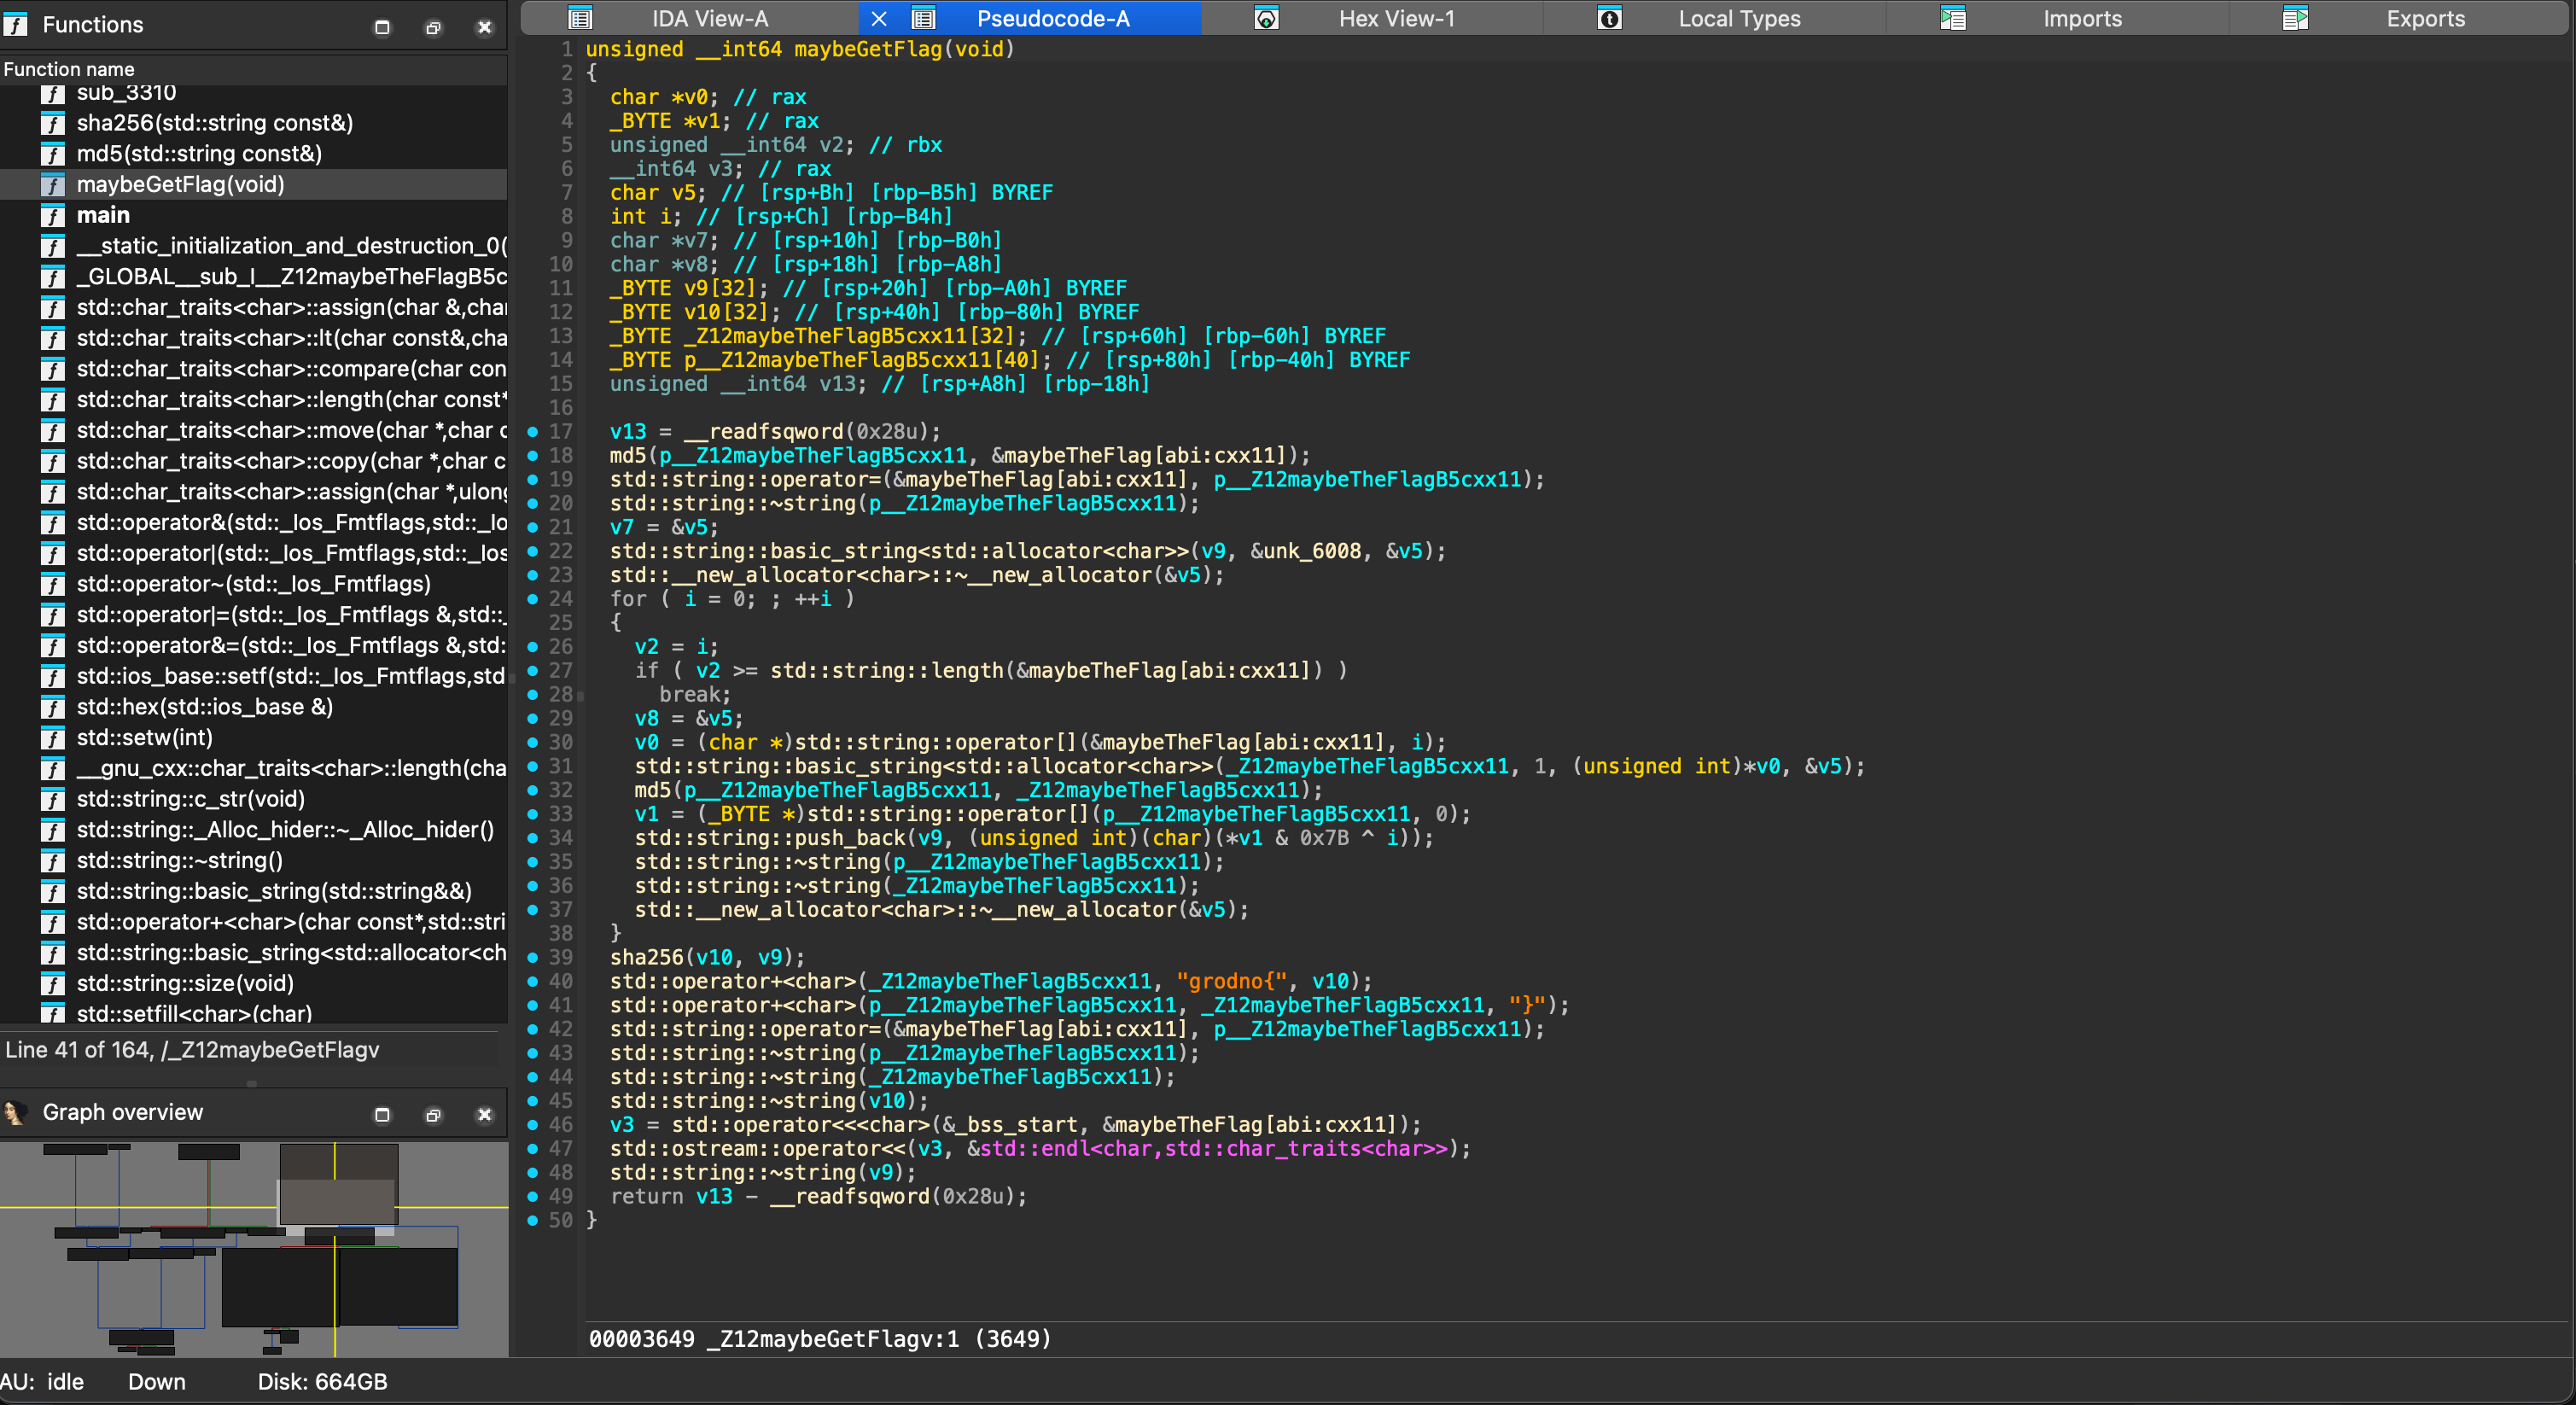 Functions
Function name
sub_3310
sha256(std::string const&)
md5(std::string const&)
maybeGetFlag(void)
main
__static_initialization_and_destruction_0(
_GLOBAL__sub_I__Z12maybeTheFlagB5c
std::char_traits<char>::assign(char &,char
std::char_traits<char>::lt(char const&,cha
std::char_traits<char>::compare(char con
std::char_traits<char>::length(char const*
std::char_traits<char>::move(char *,char c
std::char_traits<char>::copy(char *,char c
std::char_traits<char>::assign(char *,ulong
std::operator&(std::_Ios_Fmtflags,std::_Io
std::operator|(std::_Ios_Fmtflags,std::_Ios
std::operator~(std::_Ios_Fmtflags)
std::operator|=(std::_Ios_Fmtflags &,std::_
std::operator&=(std::_Ios_Fmtflags &,std:
std::ios_base::setf(std::_Ios_Fmtflags,std
std::hex(std::ios_base &)
std::setw(int)
__gnu_cxx::char_traits<char>::length(cha
std::string::c_str(void)
std::string::_Alloc_hider::~_Alloc_hider()
std::string::~string()
std::string::basic_string(std::string&&)
std::operator+<char>(char const*,std::stri
std::string::basic_string<std::allocator<ch
std::string::size(void)
std::setfill<char>(char)
Line 41 of 164, /_Z12maybeGetFlagv
Graph overview
AU: idle Down Disk: 664GB
IDA View-A Pseudocode-A Hex View-1 Local Types Imports Exports
1 unsigned __int64 maybeGetFlag(void)
2 {
3 char *v0; // rax
4 _BYTE *v1; // rax
5 unsigned __int64 v2; // rbx
6 __int64 v3; // rax
7 char v5; // [rsp+Bh] [rbp-B5h] BYREF
8 int i; // [rsp+Ch] [rbp-B4h]
9 char *v7; // [rsp+10h] [rbp-B0h]
10 char *v8; // [rsp+18h] [rbp-A8h]
11 _BYTE v9[32]; // [rsp+20h] [rbp-A0h] BYREF
12 _BYTE v10[32]; // [rsp+40h] [rbp-80h] BYREF
13 _BYTE _Z12maybeTheFlagB5cxx11[32]; // [rsp+60h] [rbp-60h] BYREF
14 _BYTE p__Z12maybeTheFlagB5cxx11[40]; // [rsp+80h] [rbp-40h] BYREF
15 unsigned __int64 v13; // [rsp+A8h] [rbp-18h]
16
17 v13 = __readfsqword(0x28u);
18 md5(p__Z12maybeTheFlagB5cxx11, &maybeTheFlag[abi:cxx11]);
19 std::string::operator=(&maybeTheFlag[abi:cxx11], p__Z12maybeTheFlagB5cxx11);
20 std::string::~string(p__Z12maybeTheFlagB5cxx11);
21 v7 = &v5;
22 std::string::basic_string<std::allocator<char>>(v9, &unk_6008, &v5);
23 std::__new_allocator<char>::~__new_allocator(&v5);
24 for ( i = 0; ; ++i )
25 {
26 v2 = i;
27 if ( v2 >= std::string::length(&maybeTheFlag[abi:cxx11]) )
28 break;
29 v8 = &v5;
30 v0 = (char *)std::string::operator[](&maybeTheFlag[abi:cxx11], i);
31 std::string::basic_string<std::allocator<char>>(_Z12maybeTheFlagB5cxx11, 1, (unsigned int)*v0, &v5);
32 md5(p__Z12maybeTheFlagB5cxx11, _Z12maybeTheFlagB5cxx11);
33 v1 = (_BYTE *)std::string::operator[](p__Z12maybeTheFlagB5cxx11, 0);
34 std::string::push_back(v9, (unsigned int)(char)(*v1 & 0x7B ^ i));
35 std::string::~string(p__Z12maybeTheFlagB5cxx11);
36 std::string::~string(_Z12maybeTheFlagB5cxx11);
37 std::__new_allocator<char>::~__new_allocator(&v5);
38 }
39 sha256(v10, v9);
40 std::operator+<char>(_Z12maybeTheFlagB5cxx11, "grodno{", v10);
41 std::operator+<char>(p__Z12maybeTheFlagB5cxx11, _Z12maybeTheFlagB5cxx11, "}");
42 std::string::operator=(&maybeTheFlag[abi:cxx11], p__Z12maybeTheFlagB5cxx11);
43 std::string::~string(p__Z12maybeTheFlagB5cxx11);
44 std::string::~string(_Z12maybeTheFlagB5cxx11);
45 std::string::~string(v10);
46 v3 = std::operator<<<char>(&_bss_start, &maybeTheFlag[abi:cxx11]);
47 std::ostream::operator<<(v3, &std::endl<char,std::char_traits<char>>);
48 std::string::~string(v9);
49 return v13 - __readfsqword(0x28u);
50 }
00003649 _Z12maybeGetFlagv:1 (3649)